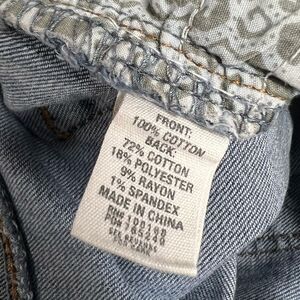 FRONT:
100% COTTON
BACK:
72% COTTON
18% POLYESTER
9% RAYON
1% SPANDEX
MADE IN CHINA